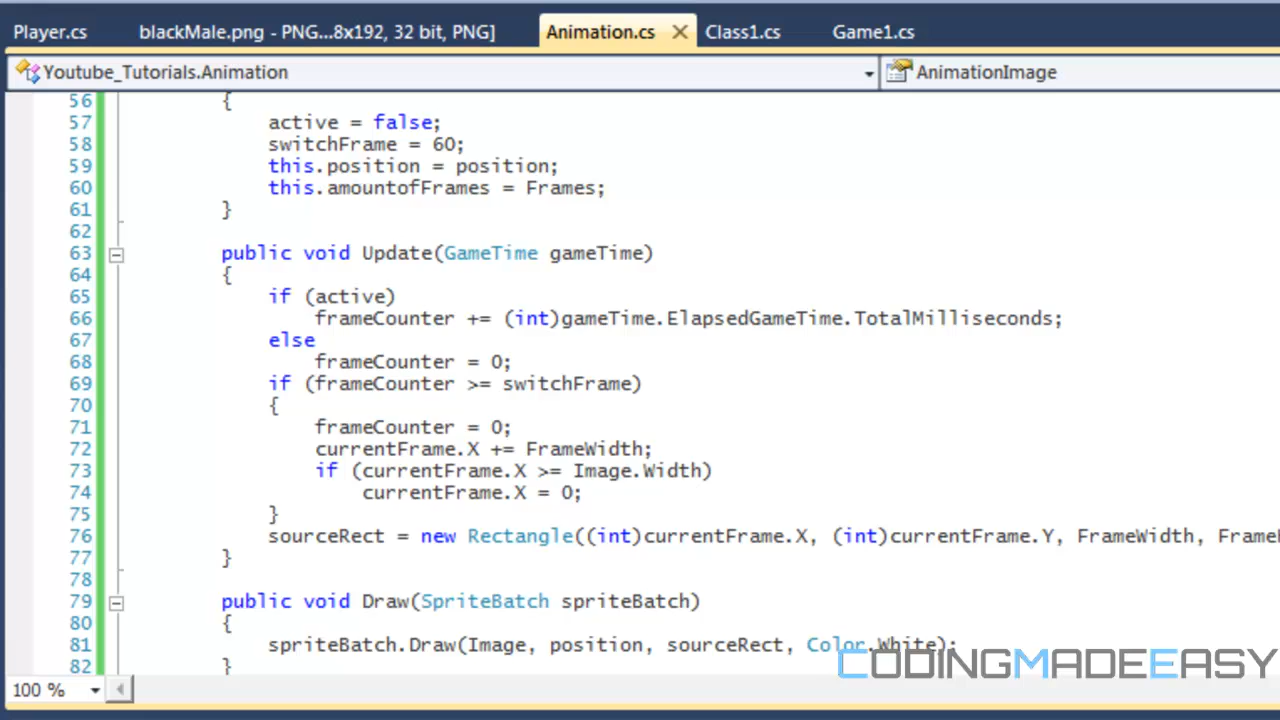 Player.cs blackMale.png - PNG...8x192, 32 bit, PNG] Animation.cs Class1.cs Game1.cs
Youtube_Tutorials.Animation AnimationImage
56 {
57 active = false;
58 switchFrame = 60;
59 this.position = position;
60 this.amountofFrames = Frames;
61 }
62
63 public void Update(GameTime gameTime)
64 {
65 if (active)
66 frameCounter += (int)gameTime.ElapsedGameTime.TotalMilliseconds;
67 else
68 frameCounter = 0;
69 if (frameCounter >= switchFrame)
70 {
71 frameCounter = 0;
72 currentFrame.X += FrameWidth;
73 if (currentFrame.X >= Image.Width)
74 currentFrame.X = 0;
75 }
76 sourceRect = new Rectangle((int)currentFrame.X, (int)currentFrame.Y, FrameWidth, Frame
77 }
78
79 public void Draw(SpriteBatch spriteBatch)
80 {
81 spriteBatch.Draw(Image, position, sourceRect, Color.White);
82 }
CODINGMADEEASY
100 %